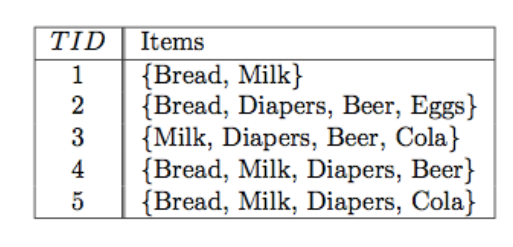 TID Items
1 {Bread, Milk}
2 {Bread, Diapers, Beer, Eggs}
3 {Milk, Diapers, Beer, Cola}
4 {Bread, Milk, Diapers, Beer}
5 {Bread, Milk, Diapers, Cola}